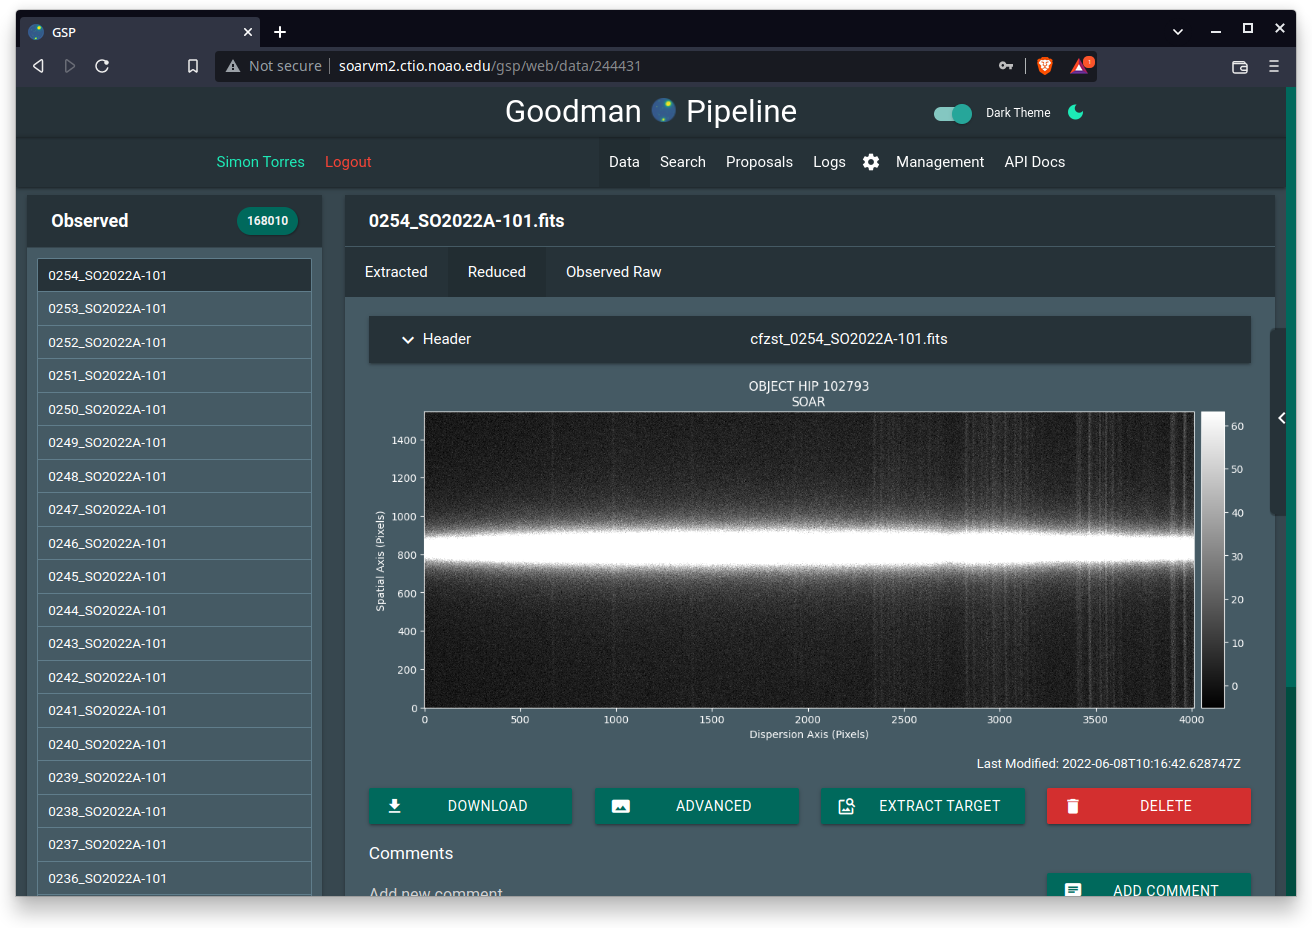 GSP
Not secure soarvm2.ctio.noao.edu/gsp/web/data/244431
1
Goodman Pipeline
Dark Theme
Simon Torres Logout Data Search Proposals Logs Management API Docs
Observed 168010
0254_SO2022A-101
0253_SO2022A-101
0252_SO2022A-101
0251_SO2022A-101
0250_SO2022A-101
0249_SO2022A-101
0248_SO2022A-101
0247_SO2022A-101
0246_SO2022A-101
0245_SO2022A-101
0244_SO2022A-101
0243_SO2022A-101
0242_SO2022A-101
0241_SO2022A-101
0240_SO2022A-101
0239_SO2022A-101
0238_SO2022A-101
0237_SO2022A-101
0236_SO2022A-101
0254_SO2022A-101.fits
Extracted Reduced Observed Raw
Header cfzst_0254_SO2022A-101.fits
OBJECT HIP 102793
SOAR
Spatial Axis (Pixels)
1400
1200
1000
800
600
400
200
0
0 500 1000 1500 2000 2500 3000 3500 4000
Dispersion Axis (Pixels)
60
50
40
30
20
10
0
Last Modified: 2022-06-08T10:16:42.628747Z
DOWNLOAD ADVANCED EXTRACT TARGET DELETE
Comments
Add new comment
ADD COMMENT